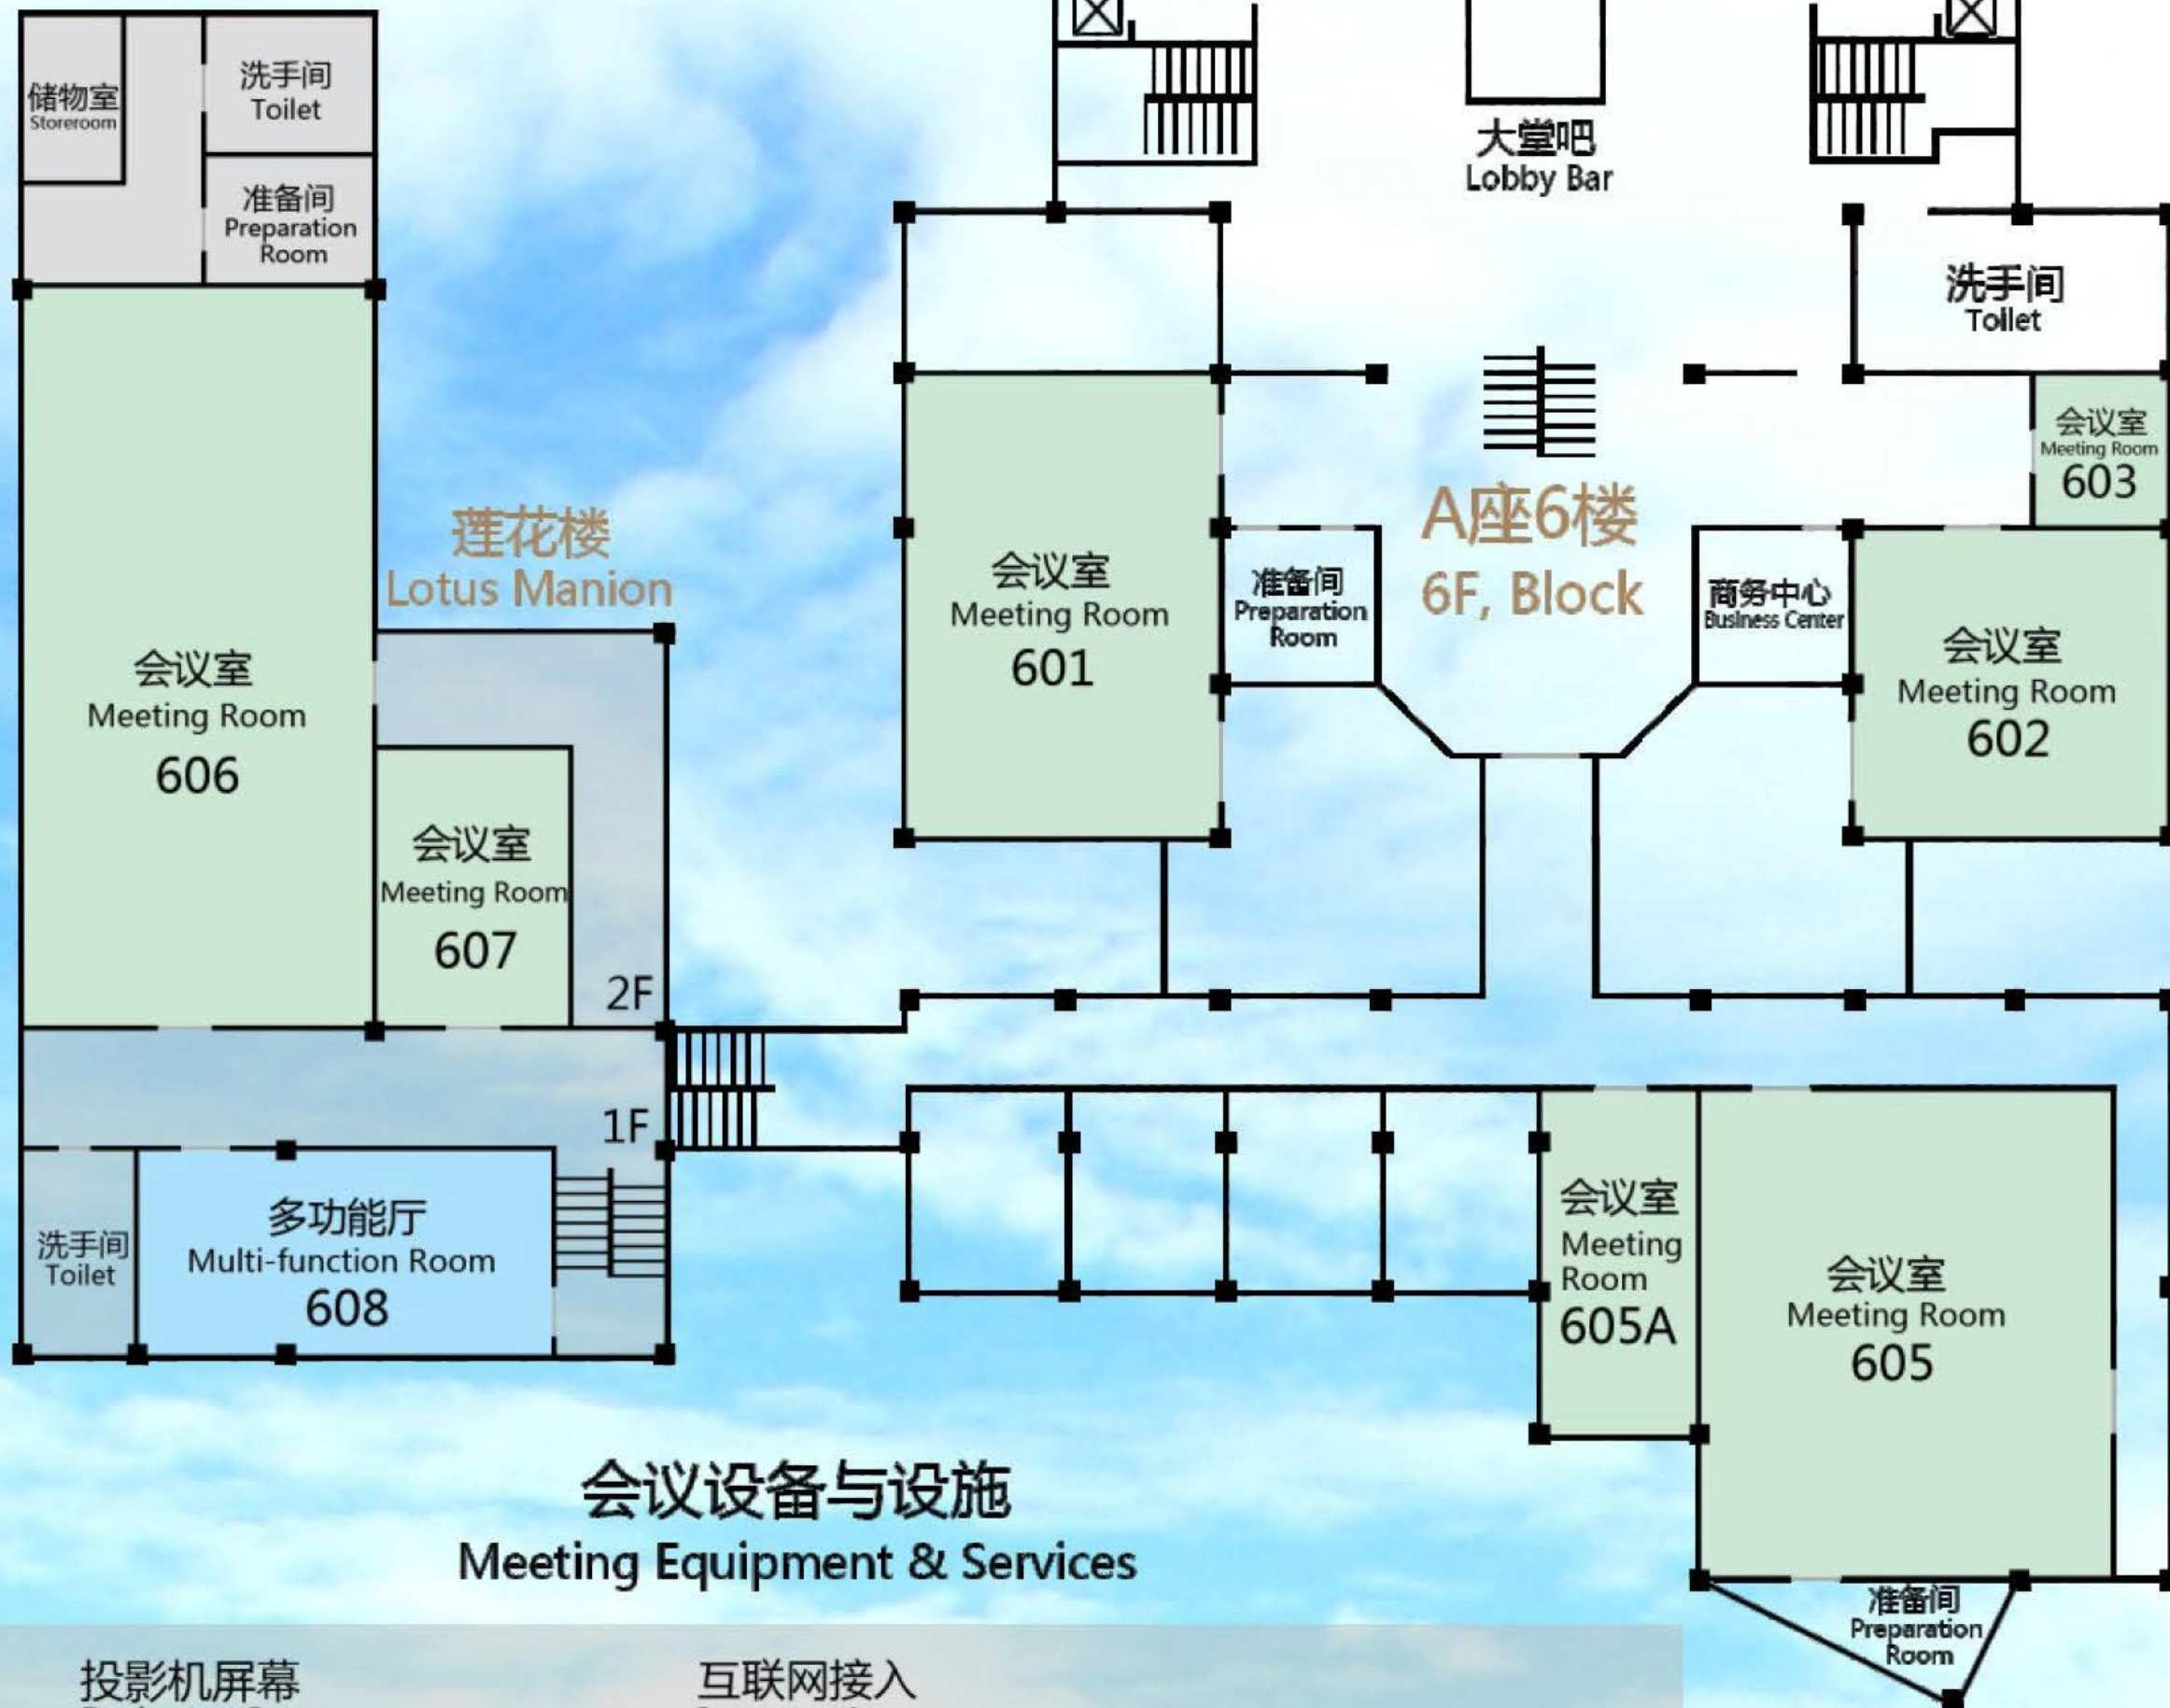 储物室
Storeroom
洗手间
Toilet
准备间
Preparation
Room
大堂吧
Lobby Bar
洗手间
Toilet
会议室
Meeting Room
603
莲花楼
Lotus Manion
A座6楼
6F, Block
会议室
Meeting Room
601
准备间
Preparation
Room
商务中心
Business Center
会议室
Meeting Room
602
会议室
Meeting Room
606
会议室
Meeting Room
607
2F
1F
洗手间
Toilet
多功能厅
Multi-function Room
608
会议室
Meeting
Room
605A
会议室
Meeting Room
605
准备间
Preparation
Room
会议设备与设施
Meeting Equipment & Services
投影机屏幕
互联网接入